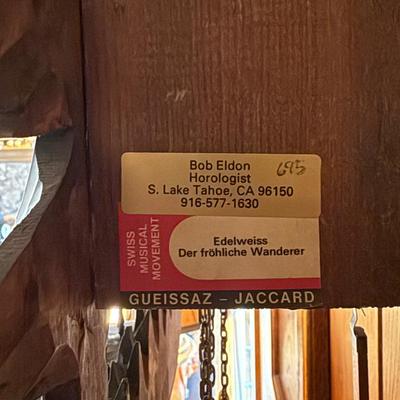 Bob Eldon
Horologist
695
S. Lake Tahoe, CA 96150
916-577-1630
SWISS
MUSICAL
MOVEMENT
Edelweiss
Der fröhliche Wanderer
GUEISSAZ – JACCARD